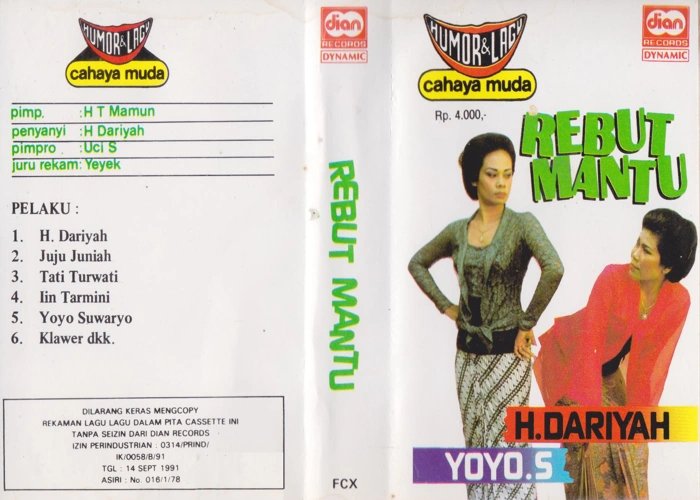 HUMOR & LAGU
cahaya muda
dian
RECORDS
DYNAMIC
pimp. : H T Mamun
penyanyi : H Dariyah
pimpro : Uci S
juru rekam : Yeyek
PELAKU :
1. H. Dariyah
2. Juju Juniah
3. Tati Turwati
4. Iin Tarmini
5. Yoyo Suwaryo
6. Klawer dkk.
DILARANG KERAS MENGCOPY
REKAMAN LAGU LAGU DALAM PITA CASSETTE INI
TANPA SEIZIN DARI DIAN RECORDS
IZIN PERINDUSTRIAN : 0314/PRIND/
IK/0058/B/91
TGL : 14 SEPT 1991
ASIRI : No. 016/1/78
REBUT MANTU
FCX
HUMOR & LAGU
cahaya muda
Rp. 4.000,-
dian
RECORDS
DYNAMIC
REBUT
MANTU
H.DARIYAH
YOYO.S